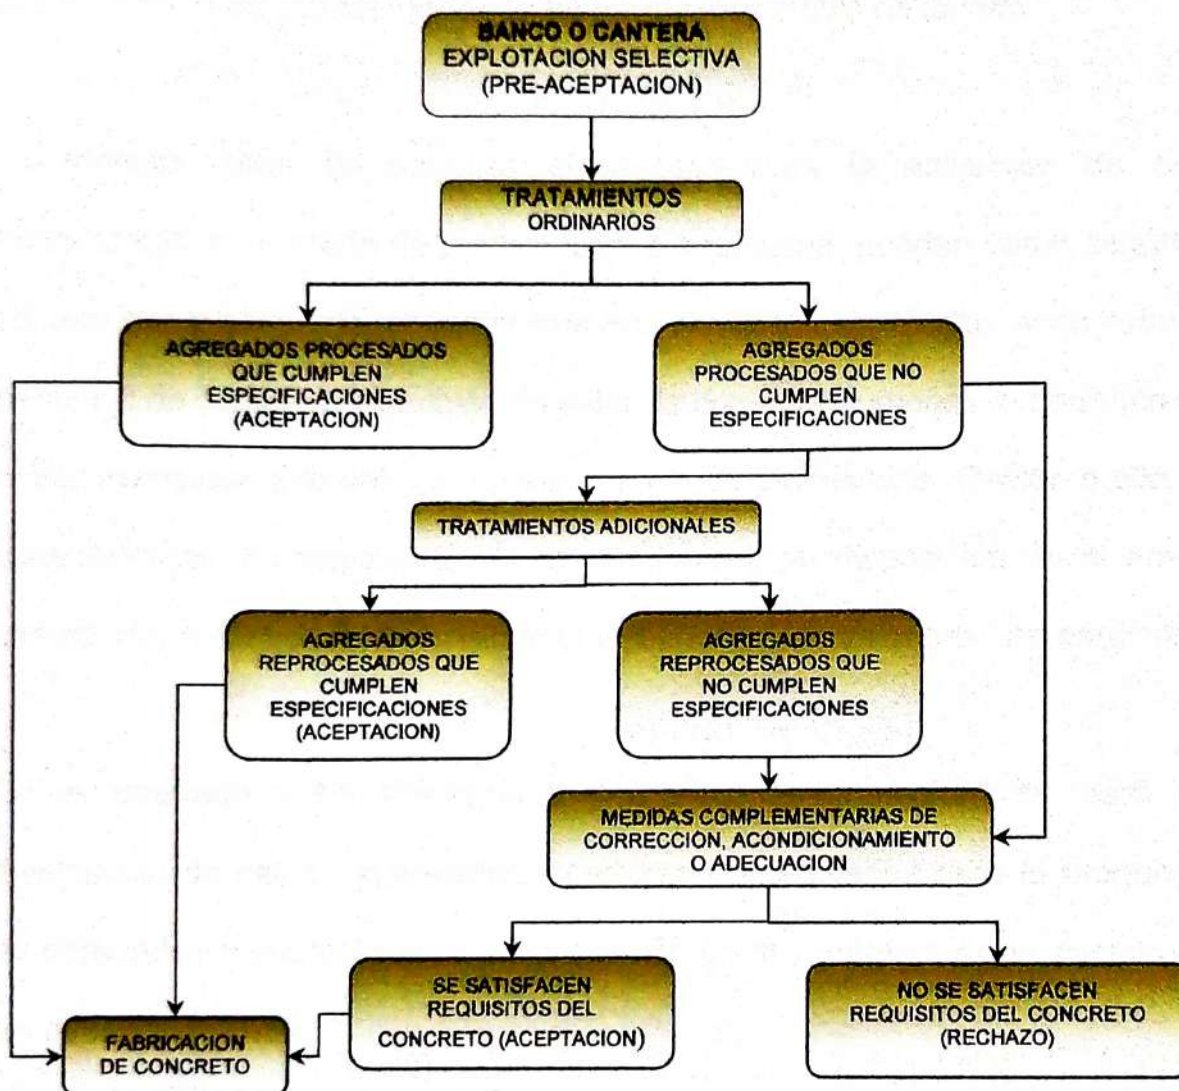 BANCO O CANTERA
EXPLOTACION SELECTIVA
(PRE-ACEPTACION)
TRATAMIENTOS
ORDINARIOS
AGREGADOS PROCESADOS
QUE CUMPLEN
ESPECIFICACIONES
(ACEPTACION)
AGREGADOS
PROCESADOS QUE NO
CUMPLEN
ESPECIFICACIONES
TRATAMIENTOS ADICIONALES
AGREGADOS
REPROCESADOS QUE
CUMPLEN
ESPECIFICACIONES
(ACEPTACION)
AGREGADOS
REPROCESADOS QUE
NO CUMPLEN
ESPECIFICACIONES
MEDIDAS COMPLEMENTARIAS DE
CORRECCIÓN, ACONDICIONAMIENTO
O ADECUACION
SE SATISFACEN
REQUISITOS DEL
CONCRETO (ACEPTACION)
NO SE SATISFACEN
REQUISITOS DEL CONCRETO
(RECHAZO)
FABRICACION
DE CONCRETO